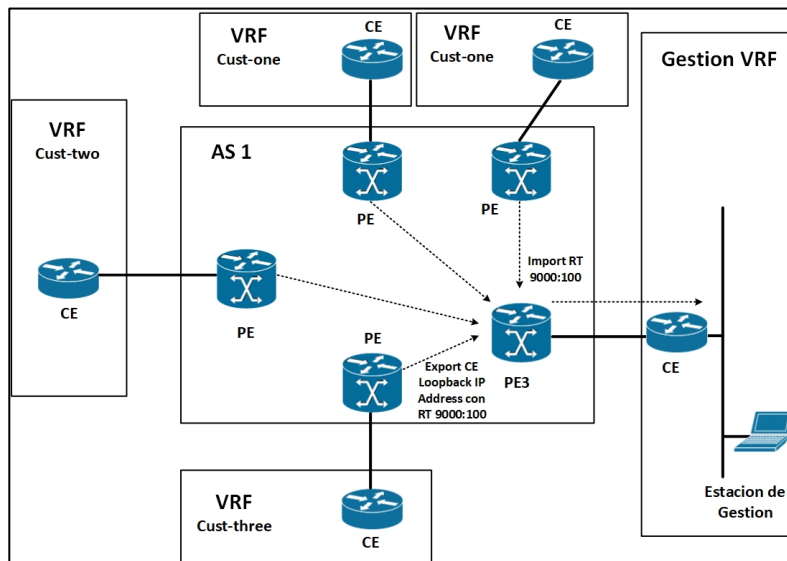 VRF
Cust-one
CE
VRF
Cust-one
CE
Gestion VRF
VRF
Cust-two
CE
AS 1
PE
PE
PE
PE
Import RT
9000:100
Export CE
Loopback IP
Address con
RT 9000:100
PE3
CE
VRF
Cust-three
CE
Estacion de
Gestion